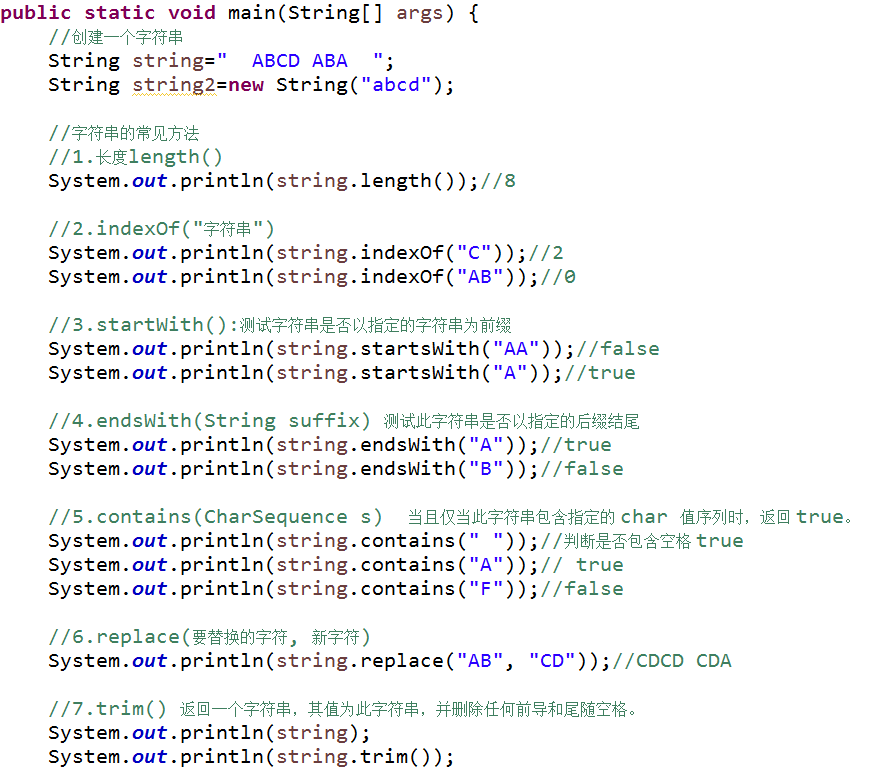 public static void main(String[] args) {
//创建一个字符串
String string="  ABCD ABA  ";
String string2=new String("abcd");
//字符串的常见方法
//1.长度length()
System.out.println(string.length());//8
//2.indexOf("字符串")
System.out.println(string.indexOf("C"));//2
System.out.println(string.indexOf("AB"));//0
//3.startWith():测试字符串是否以指定的字符串为前缀
System.out.println(string.startsWith("AA"));//false
System.out.println(string.startsWith("A"));//true
//4.endsWith(String suffix) 测试此字符串是否以指定的后缀结尾
System.out.println(string.endsWith("A"));//true
System.out.println(string.endsWith("B"));//false
//5.contains(CharSequence s)  当且仅当此字符串包含指定的 char 值序列时，返回 true。
System.out.println(string.contains(" "));//判断是否包含空格 true
System.out.println(string.contains("A"));// true
System.out.println(string.contains("F"));//false
//6.replace(要替换的字符, 新字符)
System.out.println(string.replace("AB", "CD"));//CDCD CDA
//7.trim() 返回一个字符串，其值为此字符串，并删除任何前导和尾随空格。
System.out.println(string);
System.out.println(string.trim());